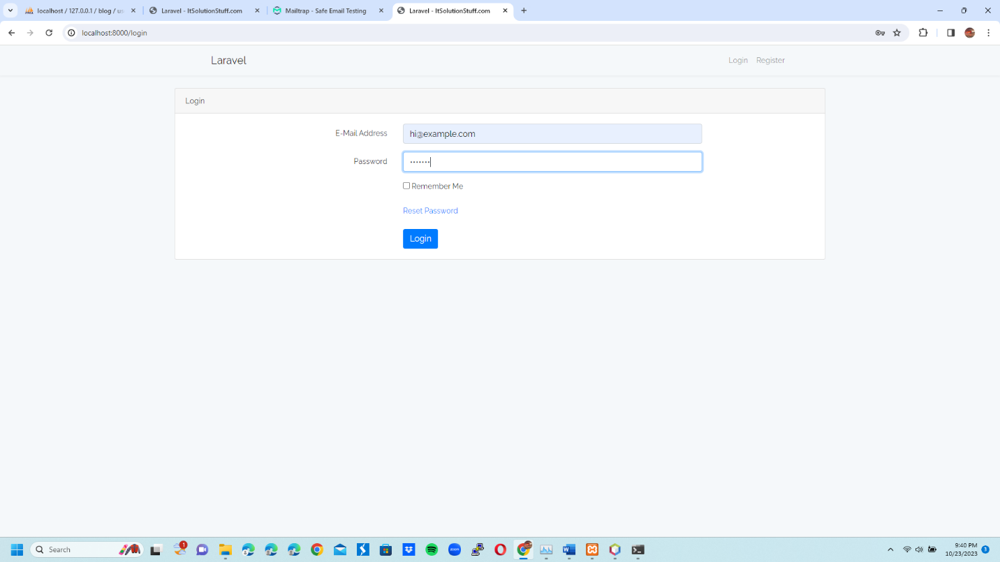 localhost / 127.0.0.1 / blog / us
Laravel - ItSolutionStuff.com
Mailtrap - Safe Email Testing
Laravel - ItSolutionStuff.com
localhost:8000/login
Laravel
Login
Register
Login
E-Mail Address
hi@example.com
Password
•••••••
Remember Me
Reset Password
Login
Search
1
zoom
W
9:40 PM
10/23/2023
3